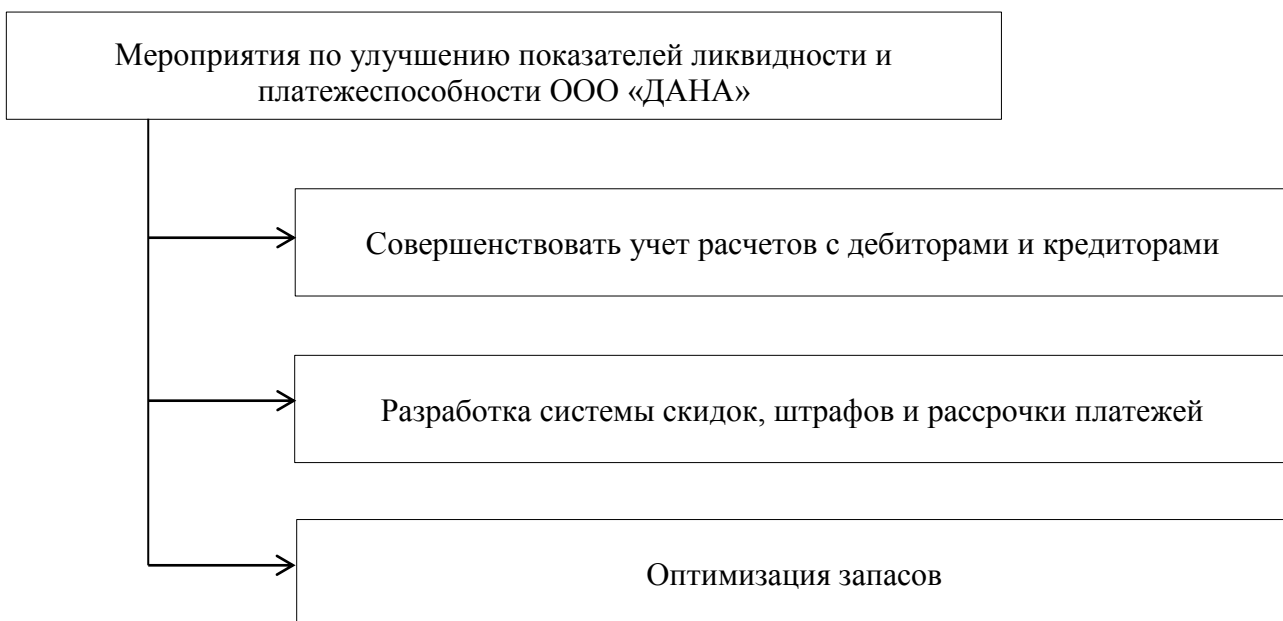 Мероприятия по улучшению показателей ликвидности и
платежеспособности ООО «ДАНА»
Совершенствовать учет расчетов с дебиторами и кредиторами
Разработка системы скидок, штрафов и рассрочки платежей
Оптимизация запасов